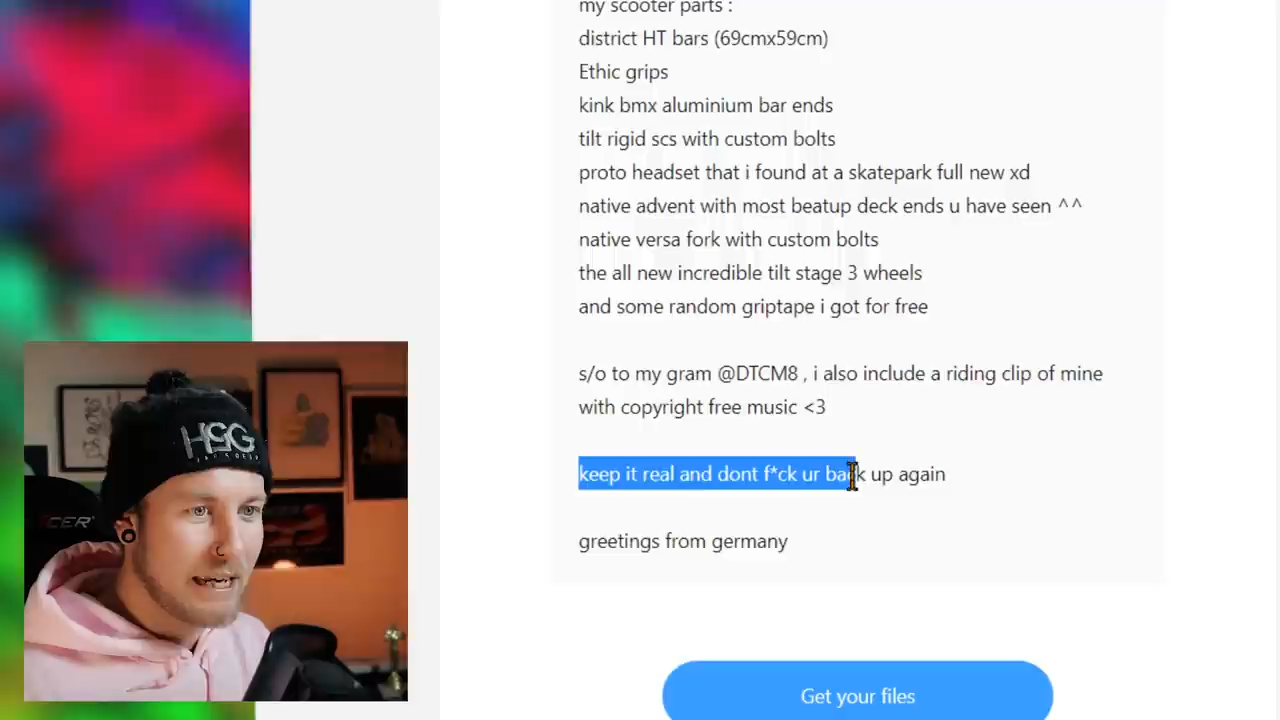 my scooter parts :
district HT bars (69cmx59cm)
Ethic grips
kink bmx aluminium bar ends
tilt rigid scs with custom bolts
proto headset that i found at a skatepark full new xd
native advent with most beatup deck ends u have seen ^^
native versa fork with custom bolts
the all new incredible tilt stage 3 wheels
and some random griptape i got for free
s/o to my gram @DTCM8 , i also include a riding clip of mine
with copyright free music <3
keep it real and dont f*ck ur back up again
greetings from germany
Get your files
HSG